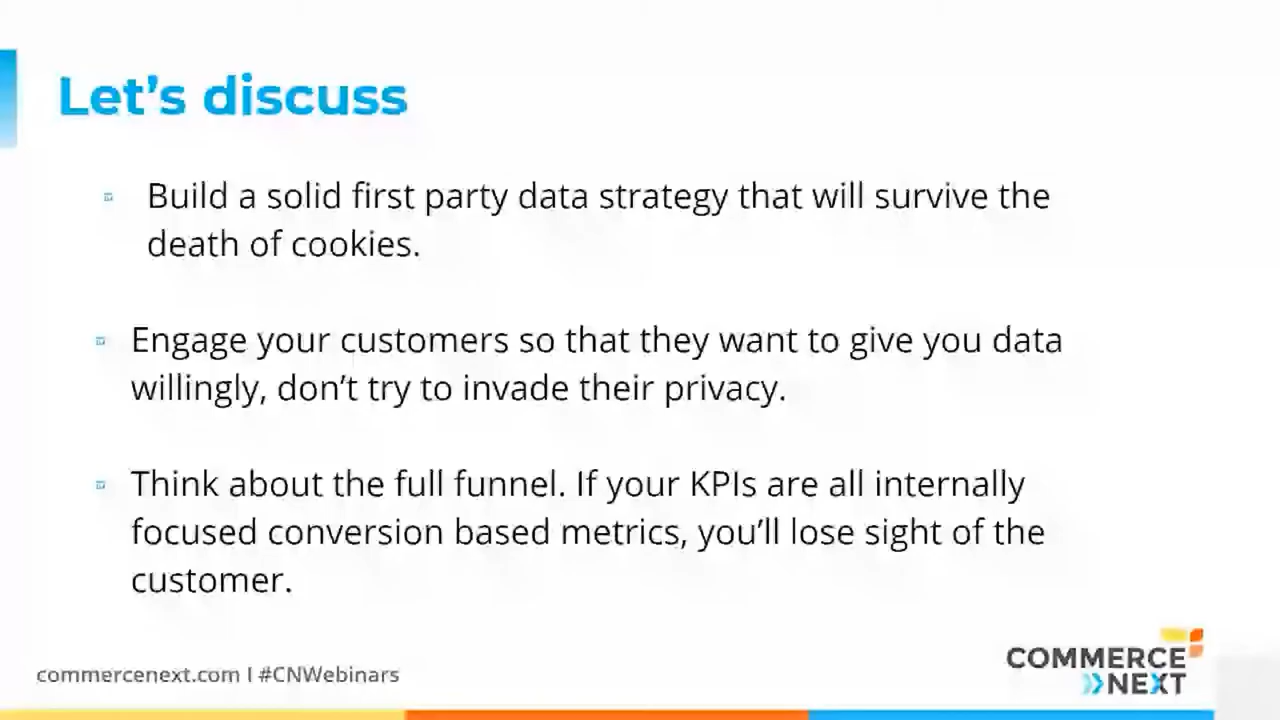 Let's discuss
Build a solid first party data strategy that will survive the
death of cookies.
Engage your customers so that they want to give you data
willingly, don't try to invade their privacy.
Think about the full funnel. If your KPIs are all internally
focused conversion based metrics, you'll lose sight of the
customer.
commercenext.com I #CNWebinars
COMMERCE
NEXT